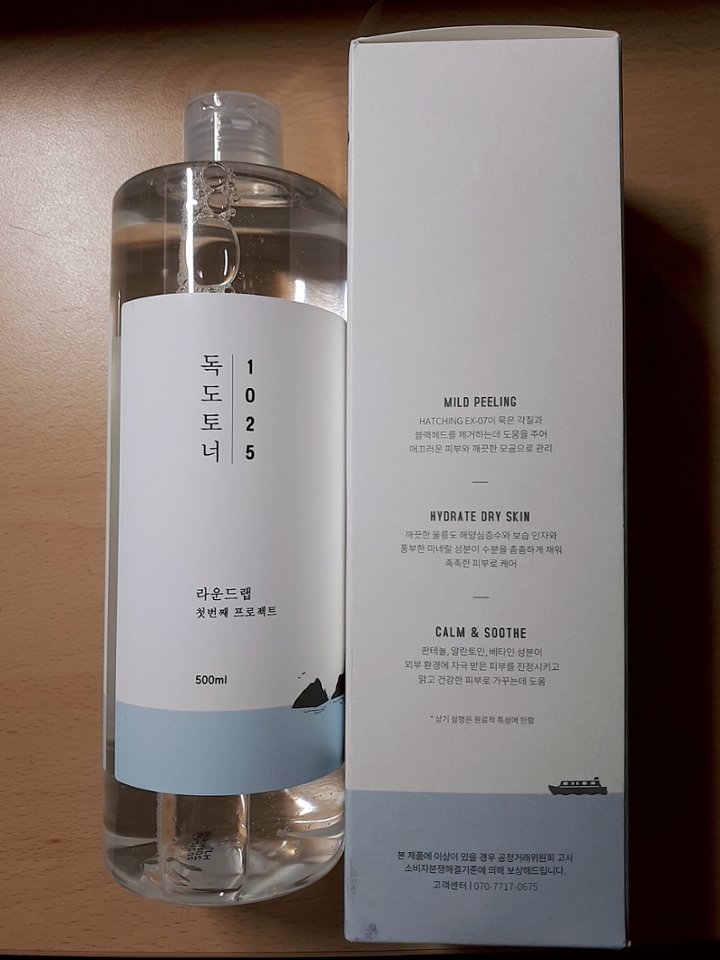 독도토너
1025
라운드랩
첫번째 프로젝트
500ml
MILD PEELING
HATCHING EX-07이 묵은 각질과
블랙헤드를 제거하는데 도움을 주어
매끄러운 피부와 깨끗한 모공으로 관리
HYDRATE DRY SKIN
깨끗한 울릉도 해양심층수와 보습 인자와
풍부한 미네랄 성분이 수분을 촘촘하게 채워
촉촉한 피부로 케어
CALM & SOOTHE
판테놀, 알란토인, 베타인 성분이
외부 환경에 자극 받은 피부를 진정시키고
맑고 건강한 피부로 가꾸는데 도움
* 상기 설명은 원료적 특성에 한함
본 제품에 이상이 있을 경우 공정거래위원회 고시
소비자분쟁해결기준에 의해 보상해드립니다.
고객센터 | 070-7717-0675